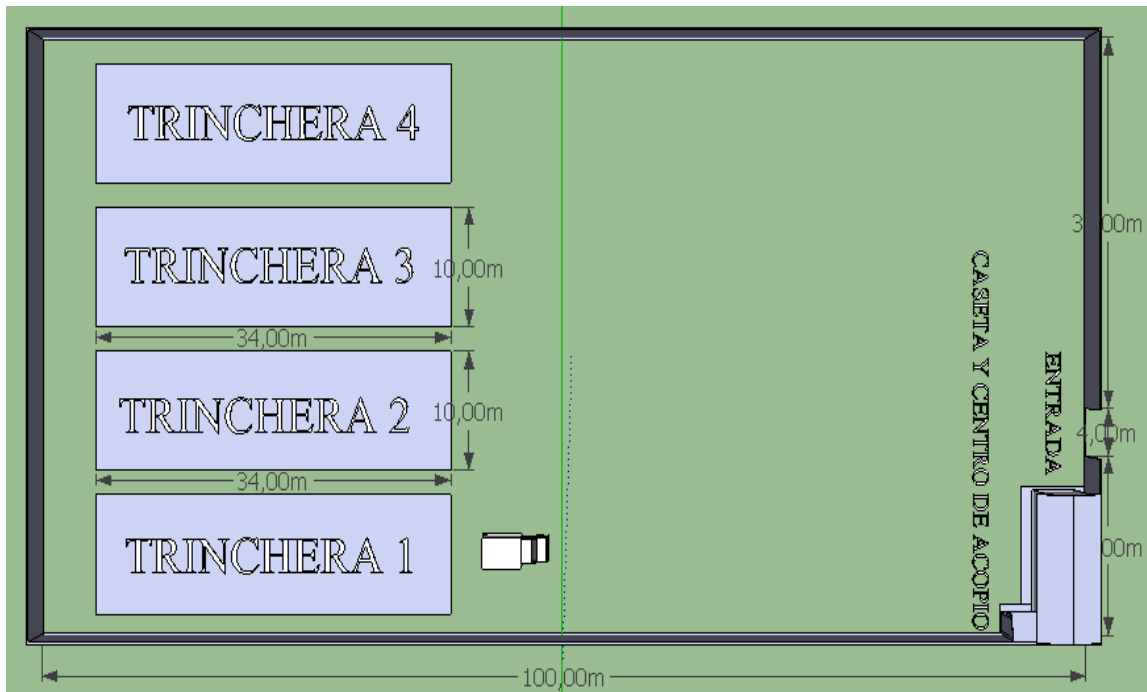 TRINCHERA 4
TRINCHERA 3
10,00m
34,00m
TRINCHERA 2
10,00m
34,00m
TRINCHERA 1
CASETA Y CENTRO DE ACOPIO
ENTRADA
4,00m
100,00m